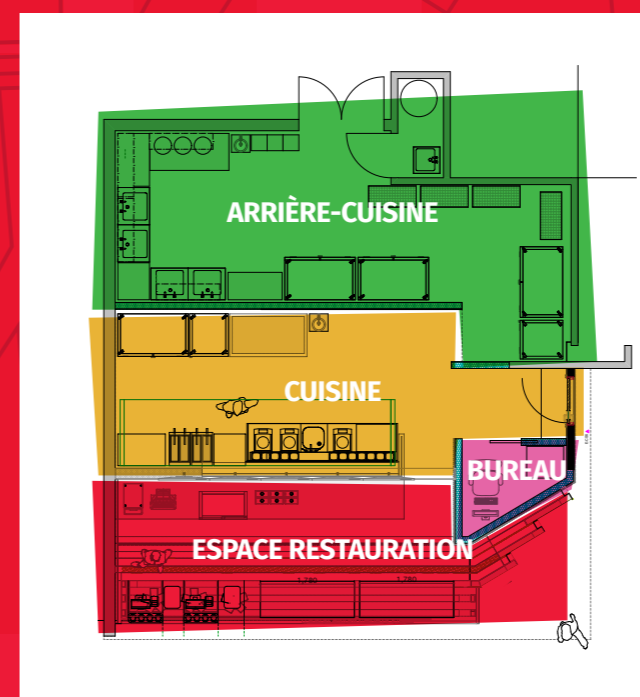 ARRIÈRE-CUISINE
CUISINE
BUREAU
ESPACE RESTAURATION
1,780
1,780